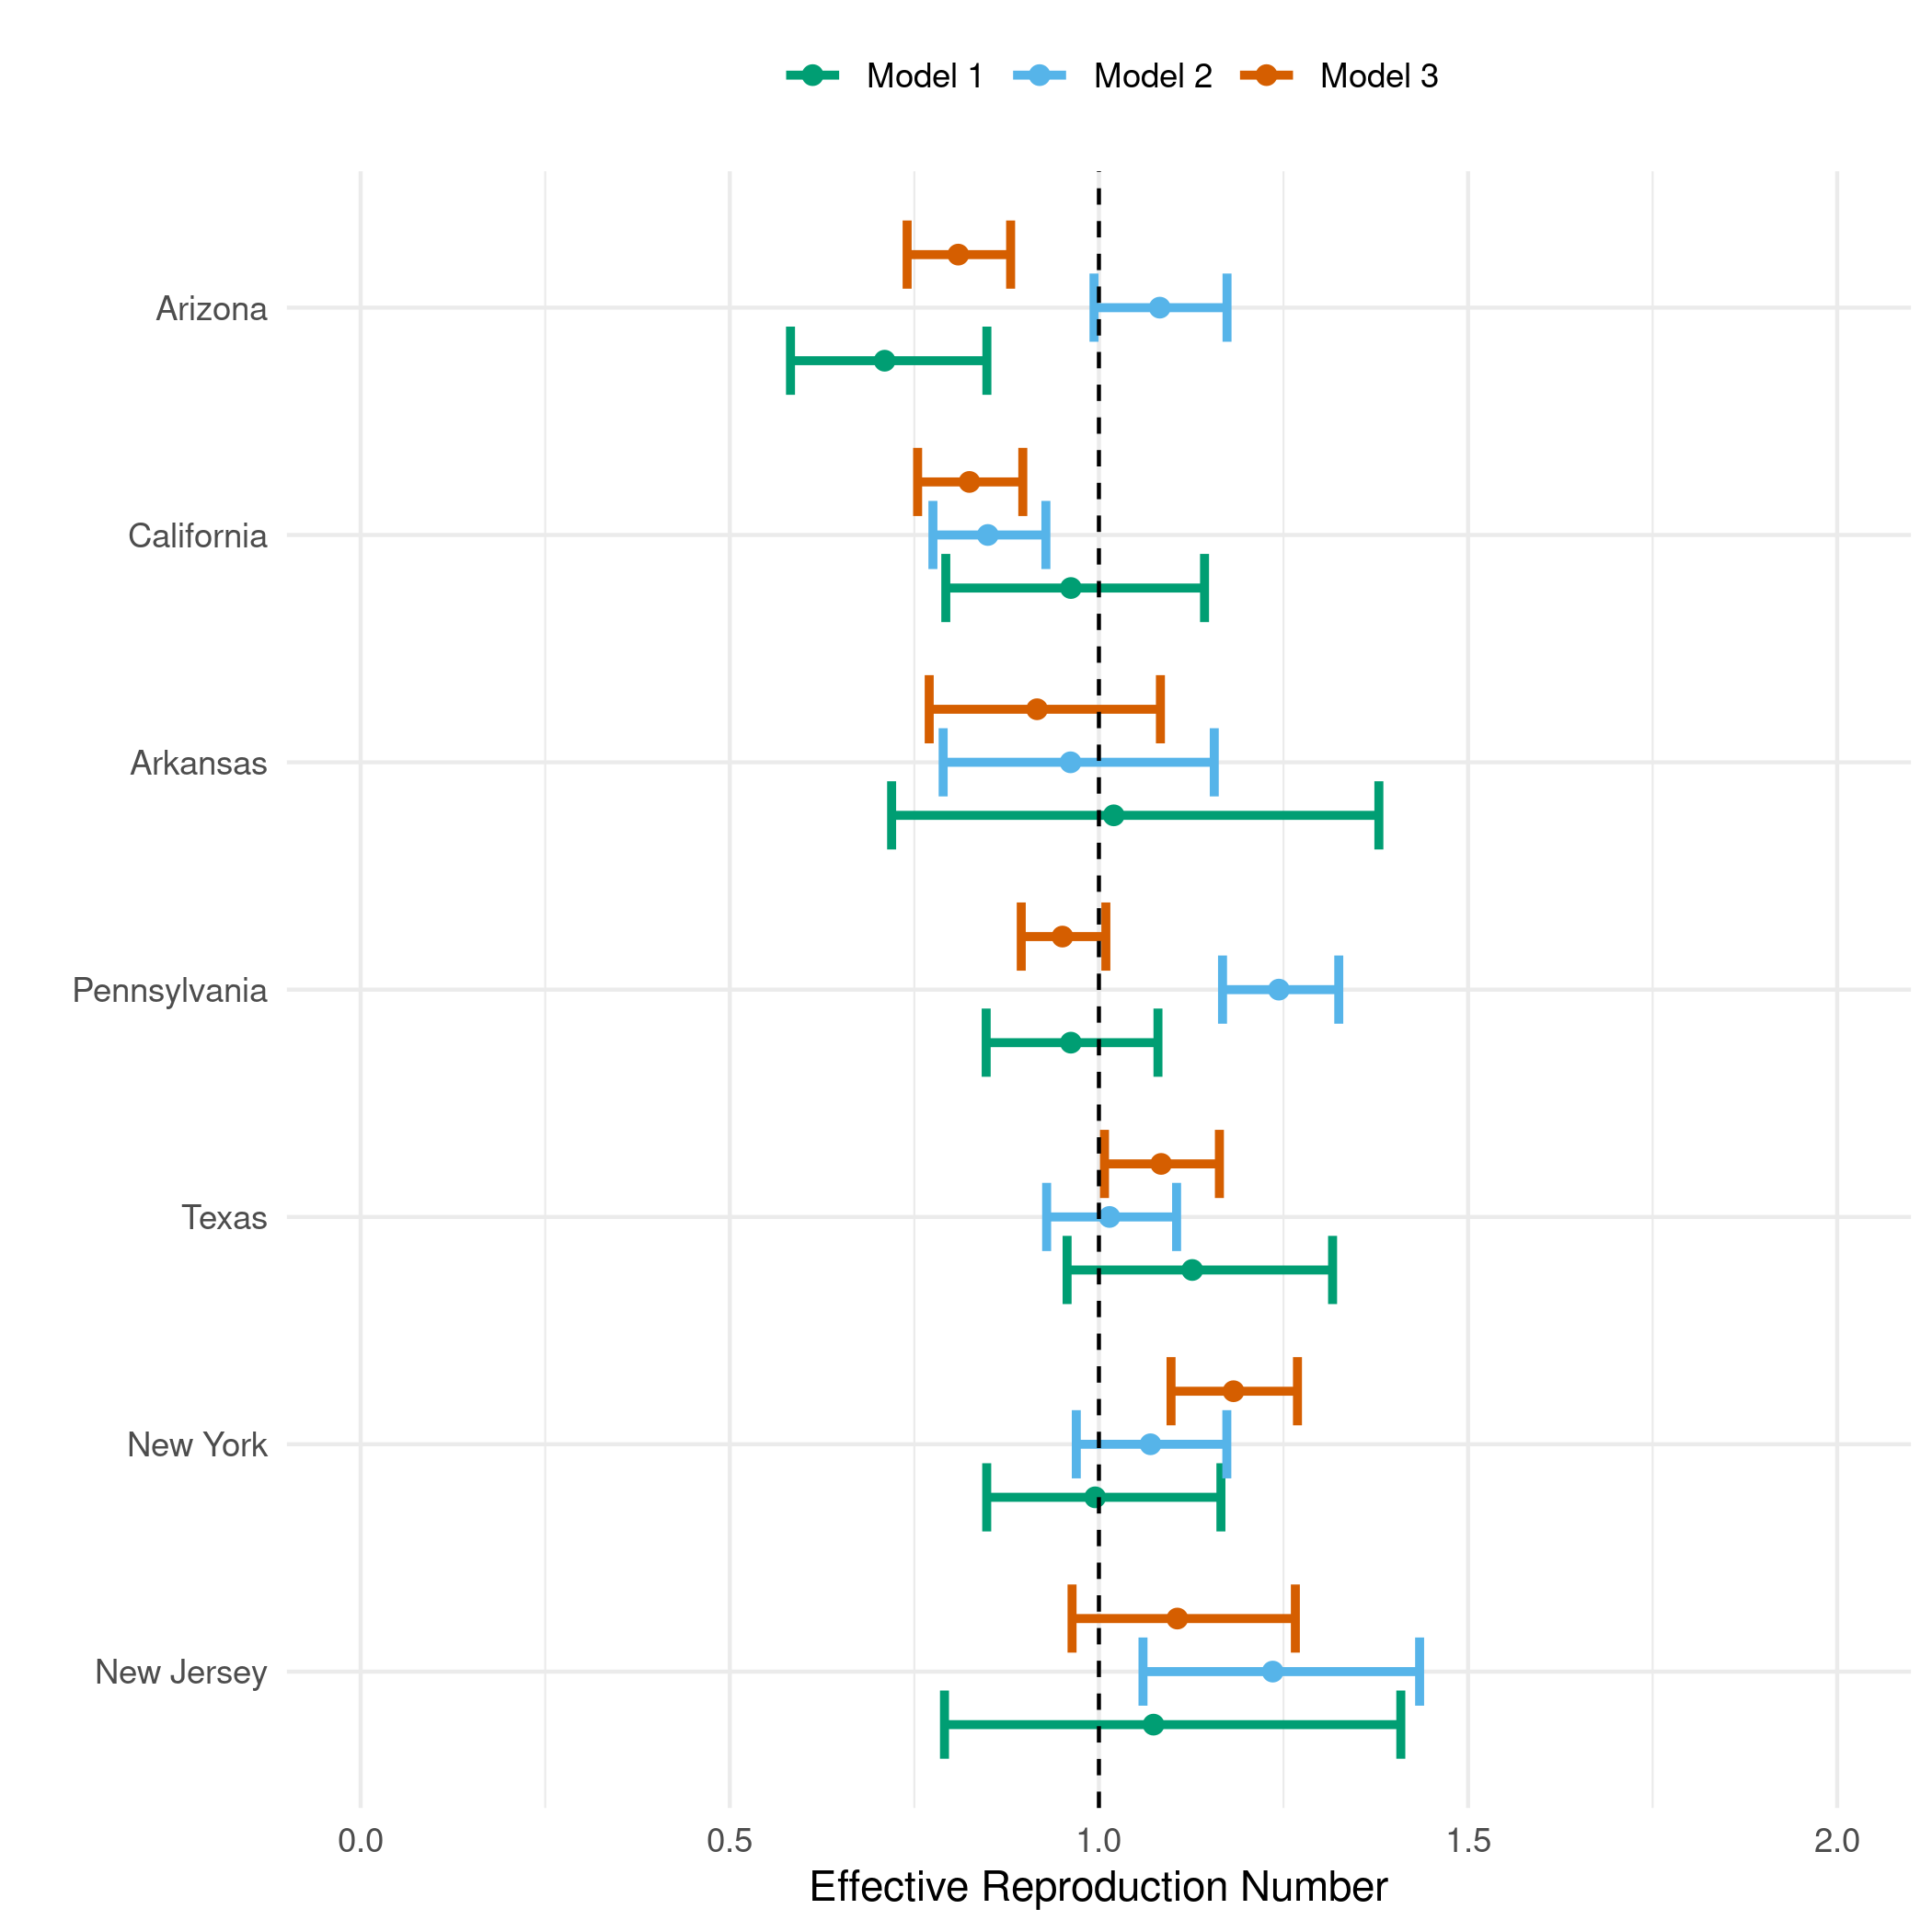 Model 1 Model 2 Model 3
Arizona
California
Arkansas
Pennsylvania
Texas
New York
New Jersey
0.0 0.5 1.0 1.5 2.0
Effective Reproduction Number